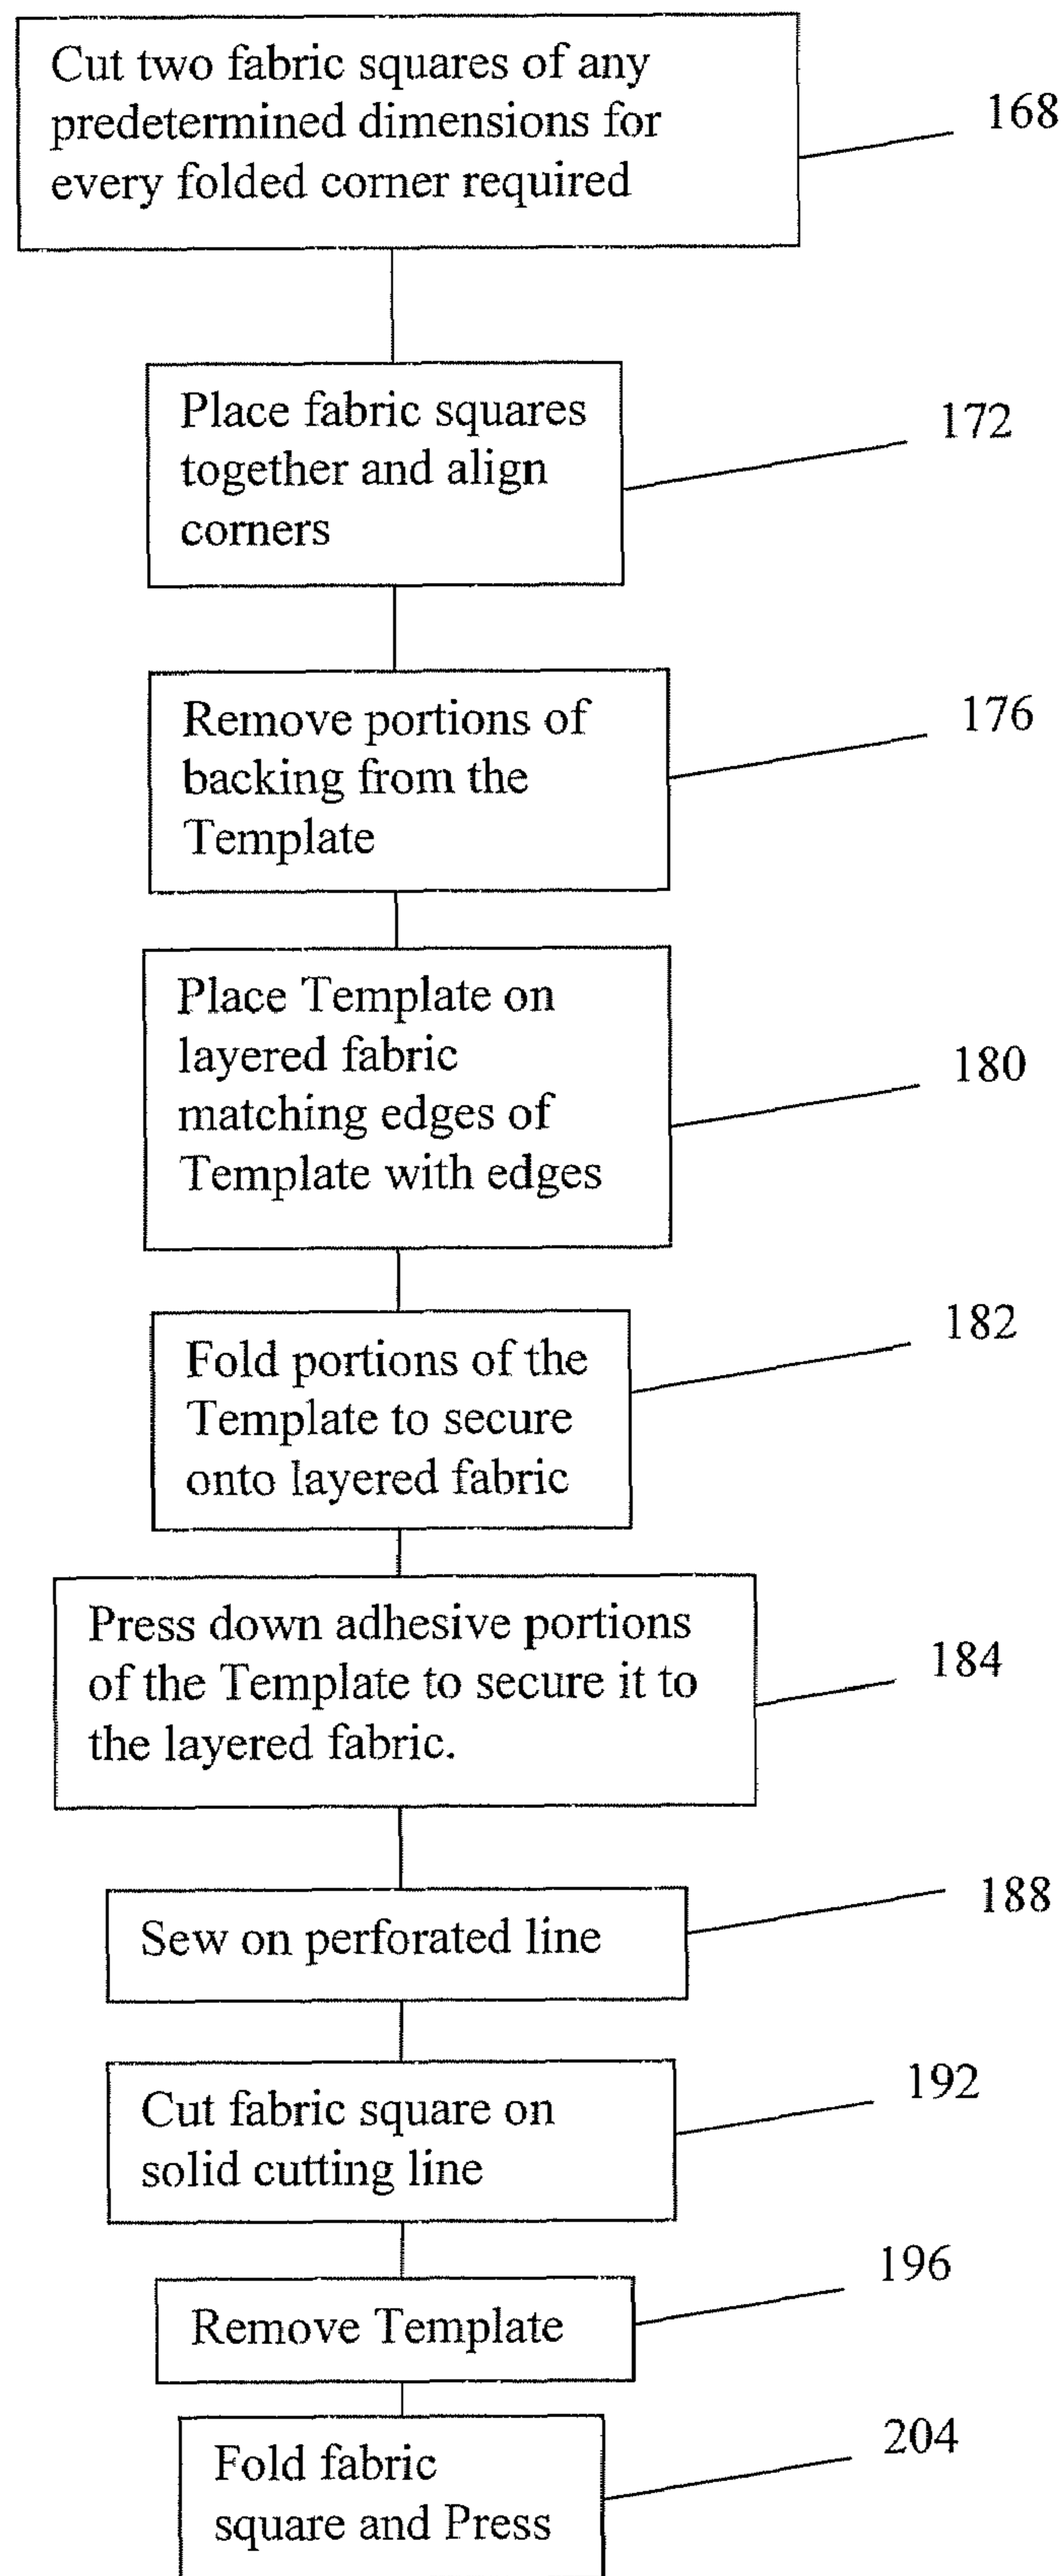 Cut two fabric squares of any
predetermined dimensions for
every folded corner required
168
Place fabric squares
together and align
corners
172
Remove portions of
backing from the
Template
176
Place Template on
layered fabric
matching edges of
Template with edges
180
Fold portions of the
Template to secure
onto layered fabric
182
Press down adhesive portions
of the Template to secure it to
the layered fabric.
184
Sew on perforated line
188
Cut fabric square on
solid cutting line
192
Remove Template
196
Fold fabric
square and Press
204